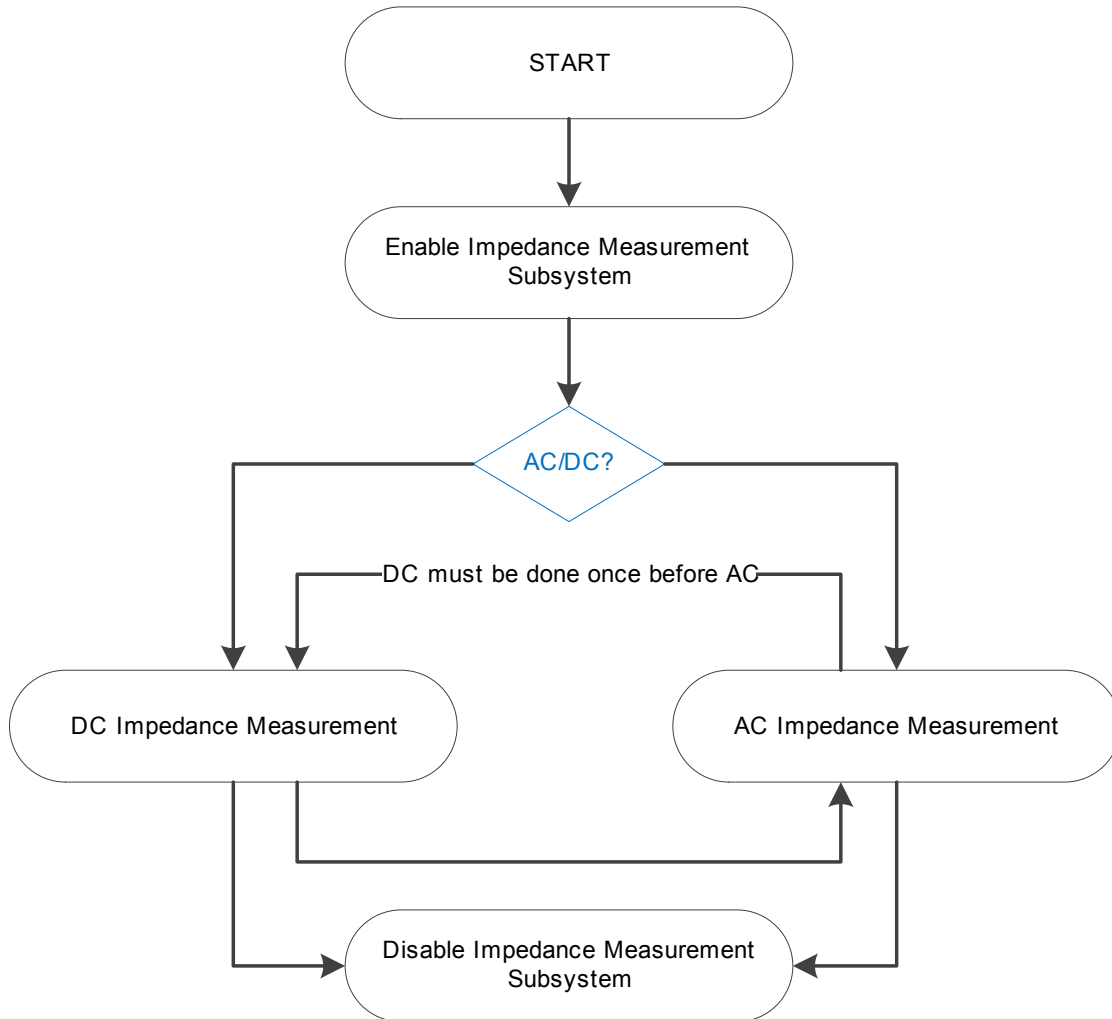 START
Enable Impedance Measurement
Subsystem
AC/DC?
DC must be done once before AC
DC Impedance Measurement
AC Impedance Measurement
Disable Impedance Measurement
Subsystem